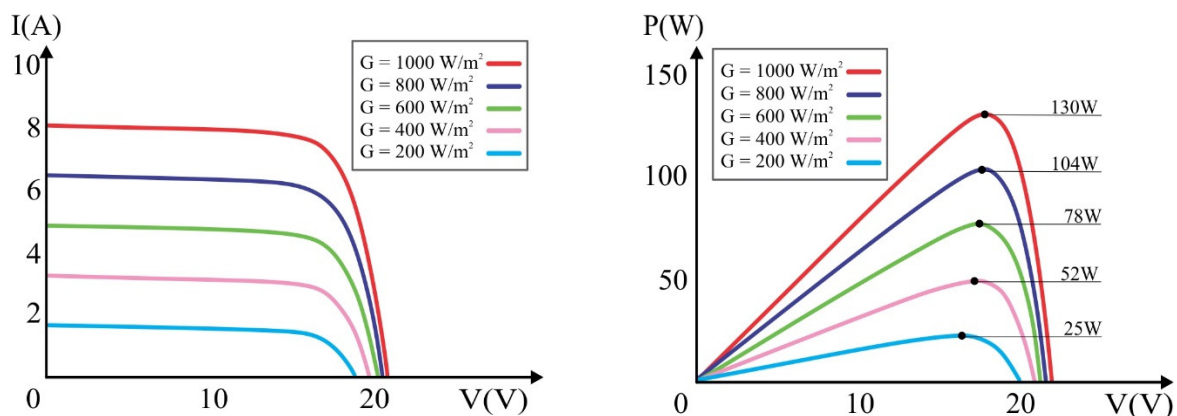 I(A)
10
8
6
4
2
0
10
20
V(V)
G = 1000 W/m²
G = 800 W/m²
G = 600 W/m²
G = 400 W/m²
G = 200 W/m²
P(W)
150
100
50
0
10
20
V(V)
G = 1000 W/m²
G = 800 W/m²
G = 600 W/m²
G = 400 W/m²
G = 200 W/m²
130W
104W
78W
52W
25W